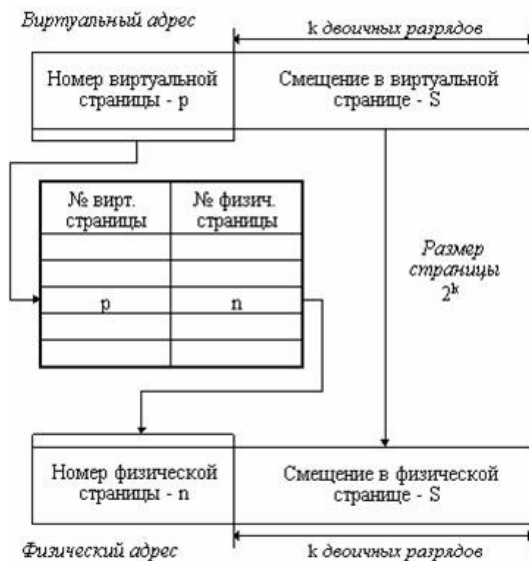 Виртуальный адрес
k двоичных разрядов
Номер виртуальной
страницы - p
Смещение в виртуальной
странице - S
№ вирт.
страницы
№ физич.
страницы
p
n
Размер
страницы
2ᵏ
Номер физической
страницы - n
Смещение в физической
странице - S
Физический адрес
k двоичных разрядов